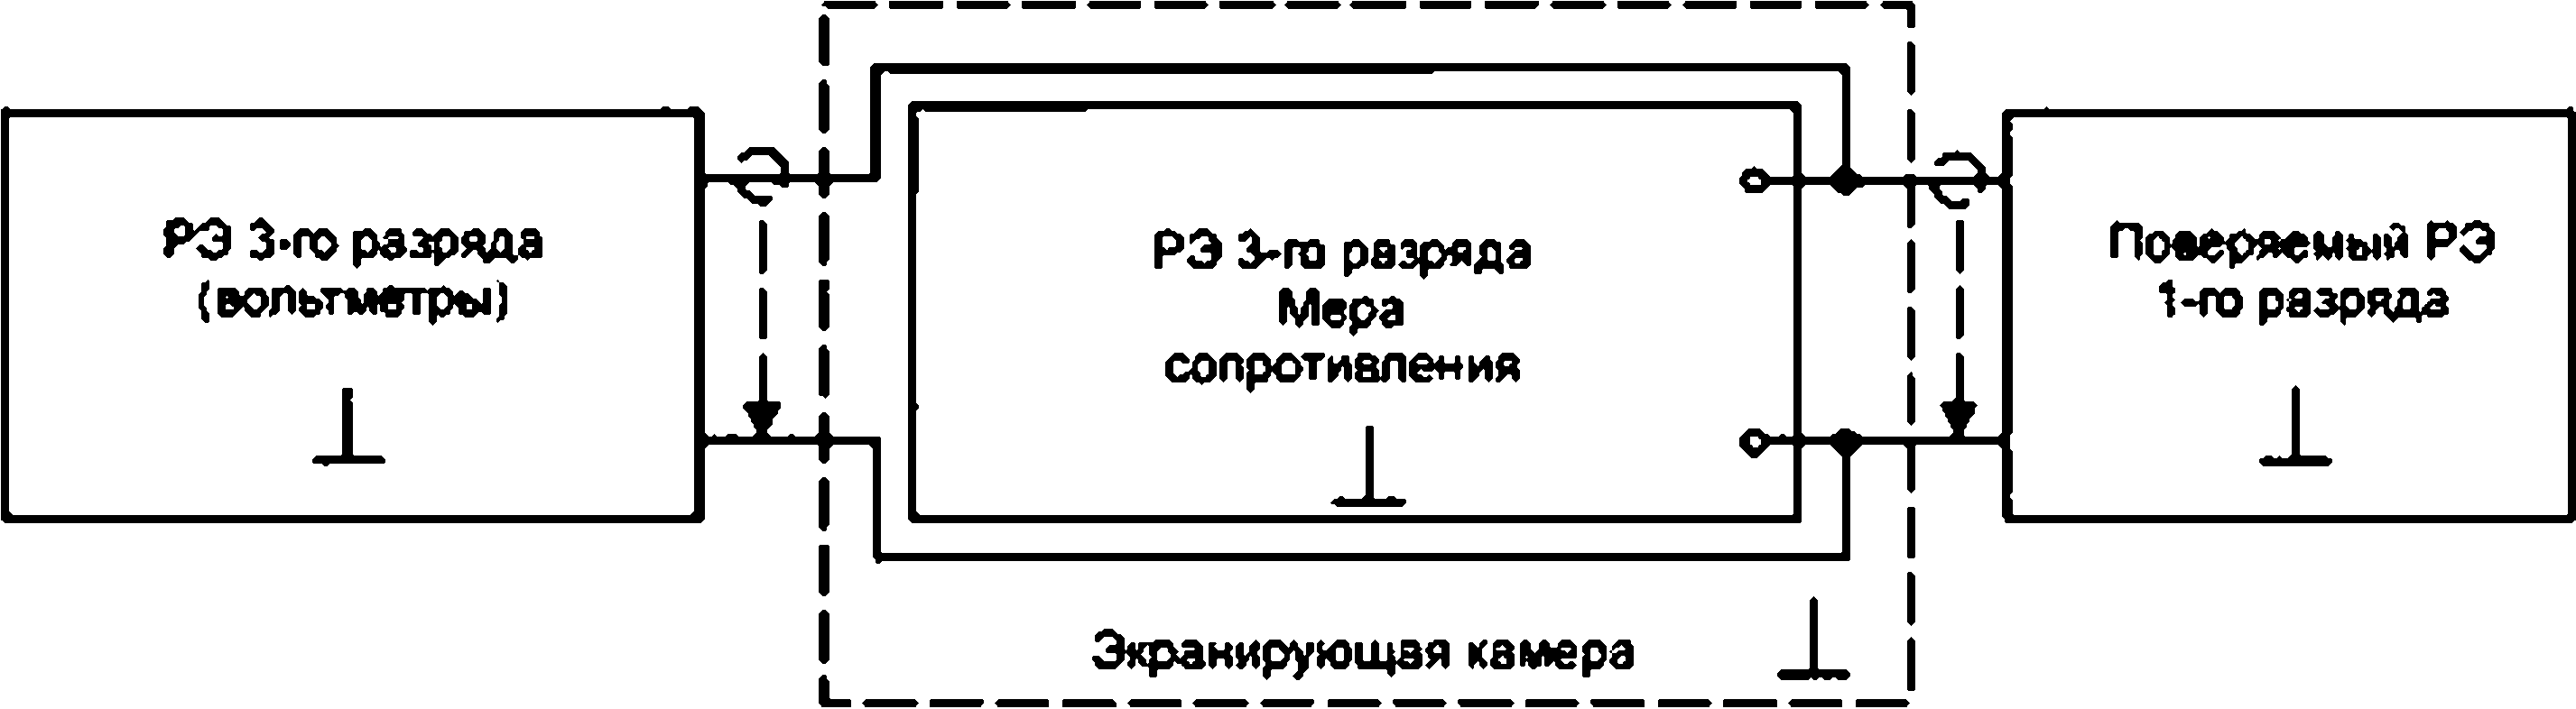 РЭ 3-го разряда
(вольтметры)
РЭ 3-го разряда
Мера
сопротивления
Поверяемый РЭ
1-го разряда
Экранирующая камера